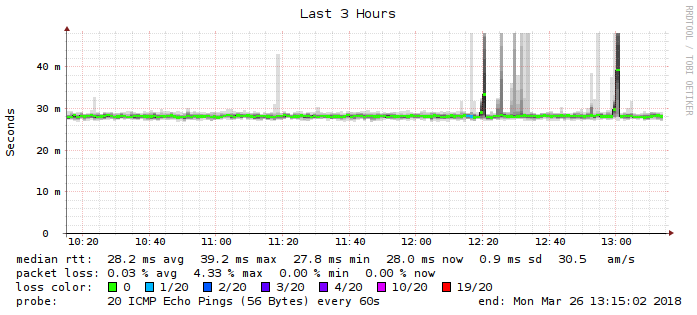 Last 3 Hours
RRDTOOL / TOBI OETIKER
Seconds
40 m
30 m
20 m
10 m
0
10:20 10:40 11:00 11:20 11:40 12:00 12:20 12:40 13:00
median rtt: 28.2 ms avg 39.2 ms max 27.8 ms min 28.0 ms now 0.9 ms sd 30.5 am/s
packet loss: 0.03 % avg 4.33 % max 0.00 % min 0.00 % now
loss color: 0 1/20 2/20 3/20 4/20 10/20 19/20
probe: 20 ICMP Echo Pings (56 Bytes) every 60s end: Mon Mar 26 13:15:02 2018